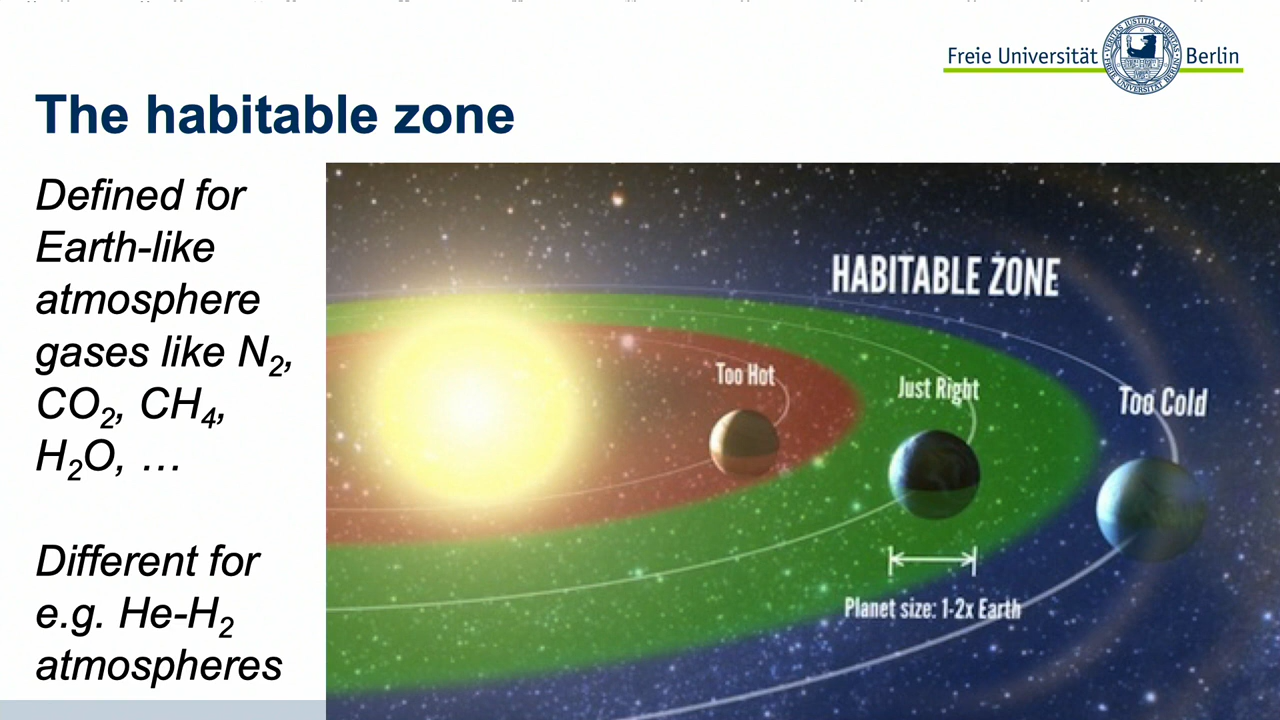 Freie Universität Berlin
The habitable zone
Defined for
Earth-like
atmosphere
gases like N₂,
CO₂, CH₄,
H₂O, …
Different for
e.g. He-H₂
atmospheres
HABITABLE ZONE
Too Hot
Just Right
Too Cold
Planet size: 1-2x Earth